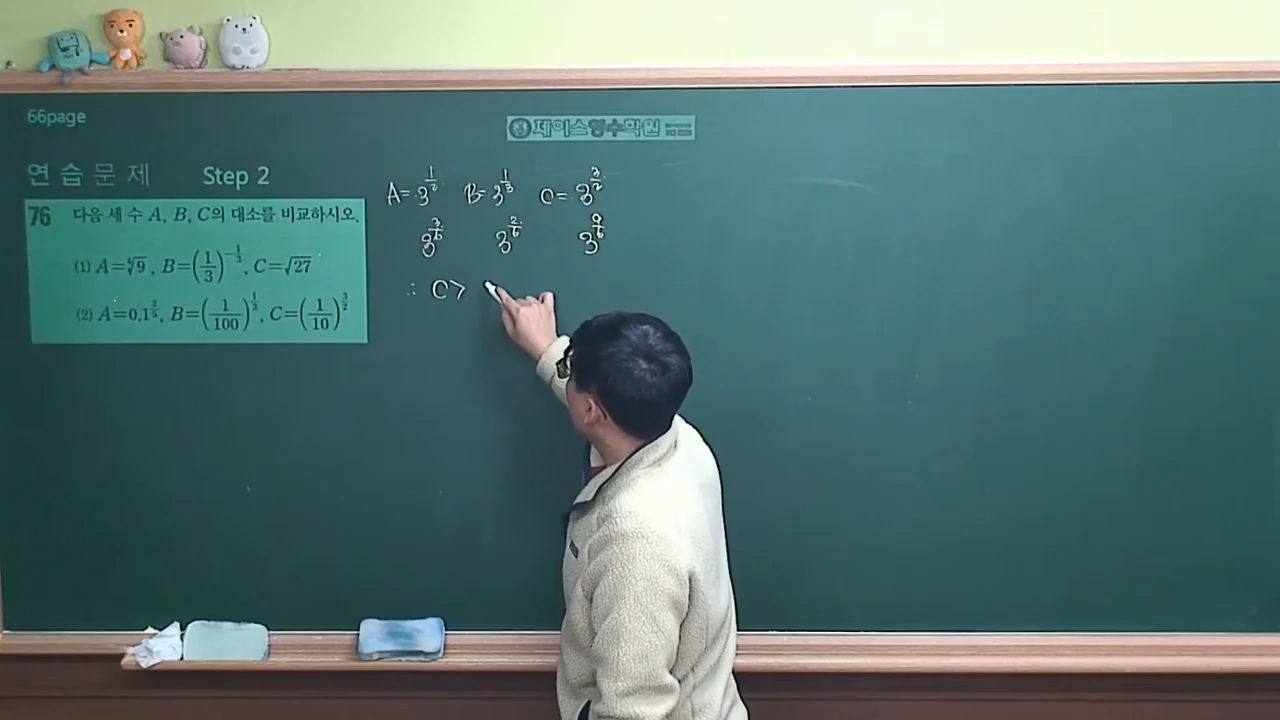 66page
제이스영수학원
연습문제 Step 2
76 다음 세 수 A, B, C의 대소를 비교하시오.
(1) A=∜9, B=(1/3)^(-1/3), C=√27
(2) A=0.1^(2/5), B=(1/100)^(1/3), C=(1/10)^(3/2)
A=3^(1/2) B=3^(1/3) C=3^(3/2)
3^(3/6) 3^(2/6) 3^(9/6)
∴ C>